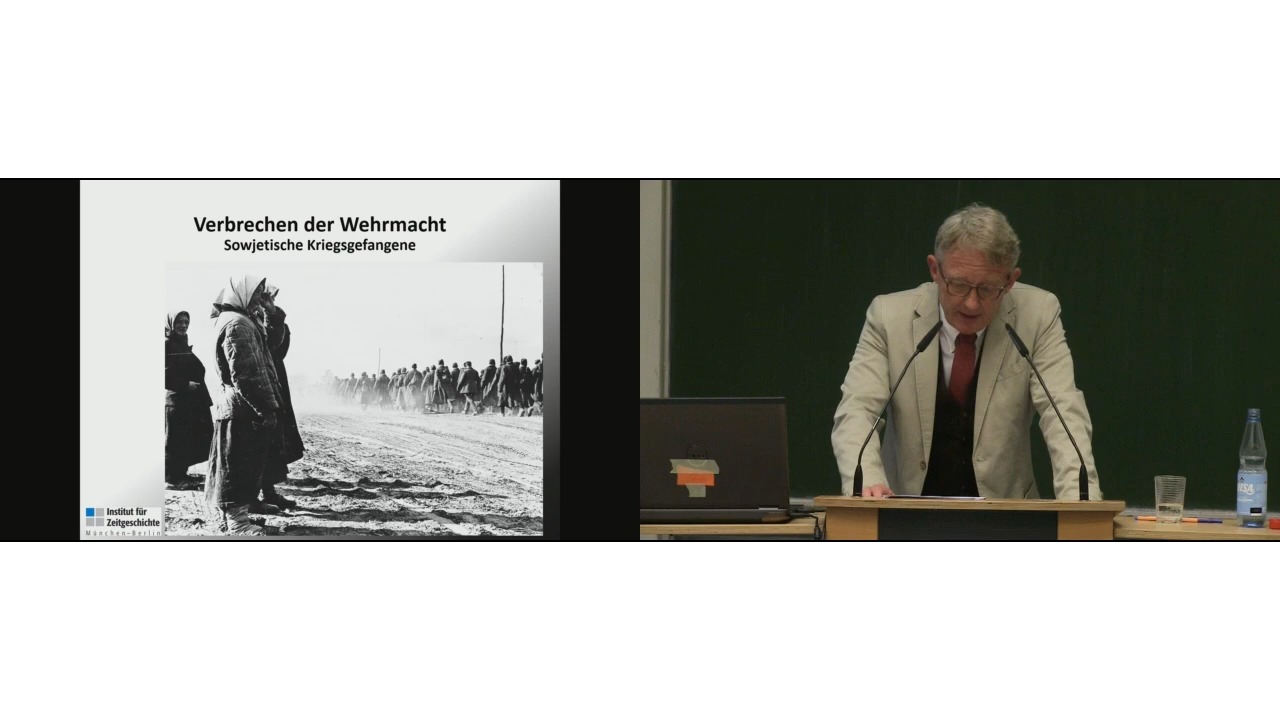 Verbrechen der Wehrmacht
Sowjetische Kriegsgefangene
Institut für
Zeitgeschichte
München-Berlin